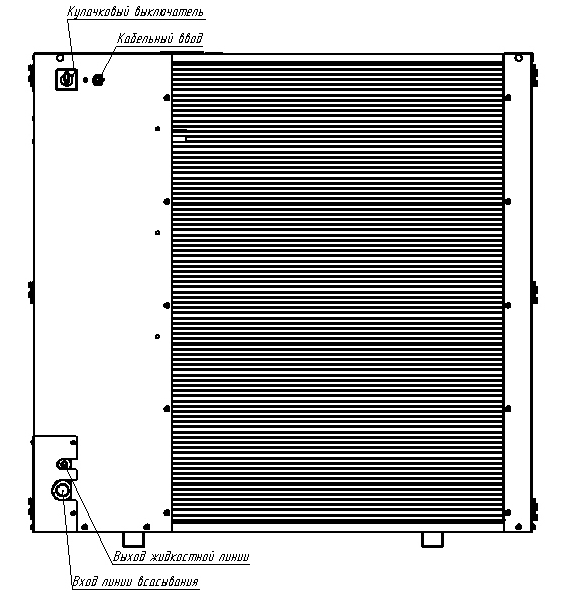 Кулачковый выключатель
Кабельный ввод
Выход жидкостной линии
Вход линии всасывания